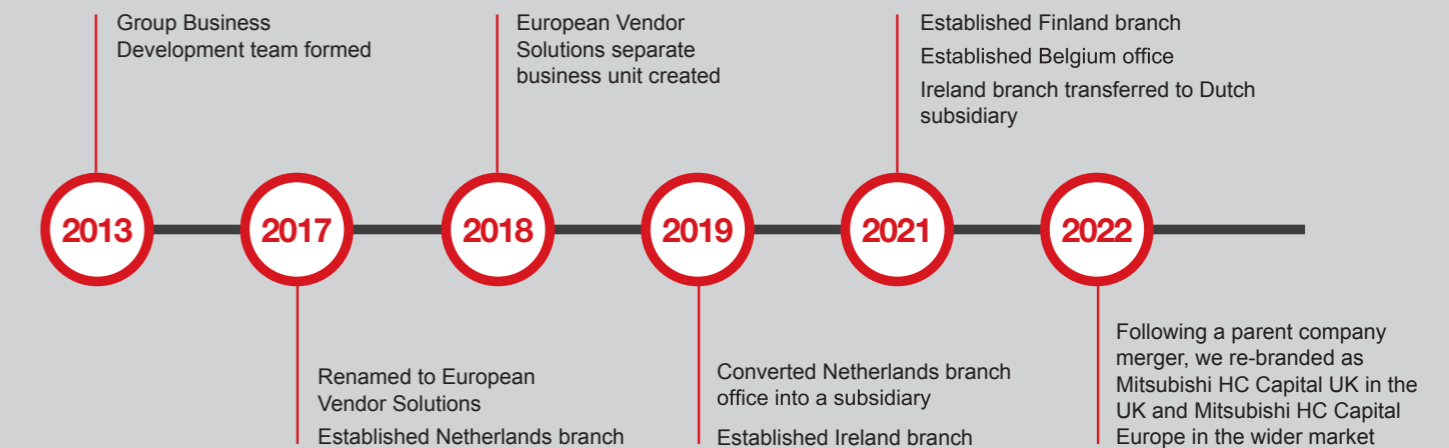 Group Business
Development team formed
European Vendor
Solutions separate
business unit created
Established Finland branch
Established Belgium office
Ireland branch transferred to Dutch
subsidiary
2013
2017
2018
2019
2021
2022
Renamed to European
Vendor Solutions
Established Netherlands branch
Converted Netherlands branch
office into a subsidiary
Established Ireland branch
Following a parent company
merger, we re-branded as
Mitsubishi HC Capital UK in the
UK and Mitsubishi HC Capital
Europe in the wider market